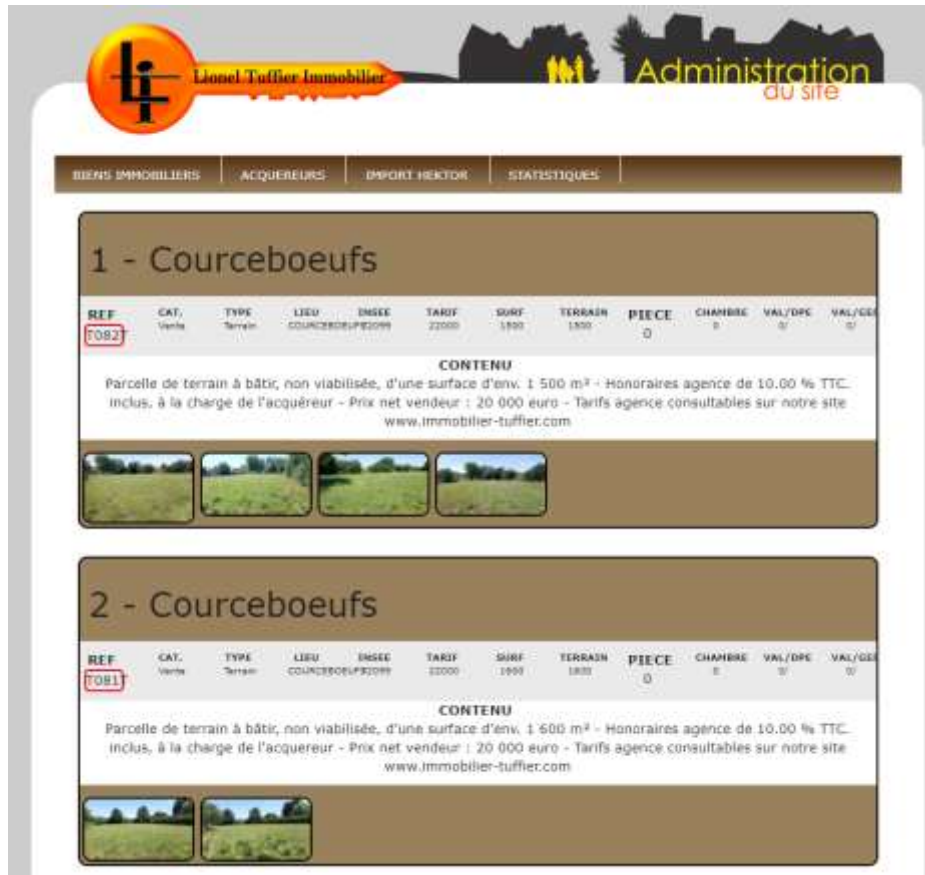 Lionel Tuffier Immobilier
Administration
du site
BIENS IMMOBILIERS ACQUEREURS IMPORT HEKTOR STATISTIQUES
1 - Courceboeufs
REF CAT. TYPE LIEU INSEE TARIF SURF TERRAIN PIECE CHAMBRE VAL/DPE
T082T Vente Terrain 22000 1500 1500 0 0 0/ 0/
CONTENU
Parcelle de terrain à bâtir, non viabilisée, d'une surface d'env. 1 500 m² - Honoraires agence de 10.00 % TTC.
inclus, à la charge de l'acquéreur - Prix net vendeur : 20 000 euro - Tarifs agence consultables sur notre site
www.immobilier-tuffier.com
2 - Courceboeufs
REF CAT. TYPE LIEU INSEE TARIF SURF TERRAIN PIECE CHAMBRE VAL/DPE
T081T Vente Terrain 22000 0 0 0/ 0/
CONTENU
Parcelle de terrain à bâtir, non viabilisée, d'une surface d'env. 1 600 m² - Honoraires agence de 10.00 % TTC.
inclus, à la charge de l'acquereur - Prix net vendeur : 20 000 euro - Tarifs agence consultables sur notre site
www.immobilier-tuffier.com